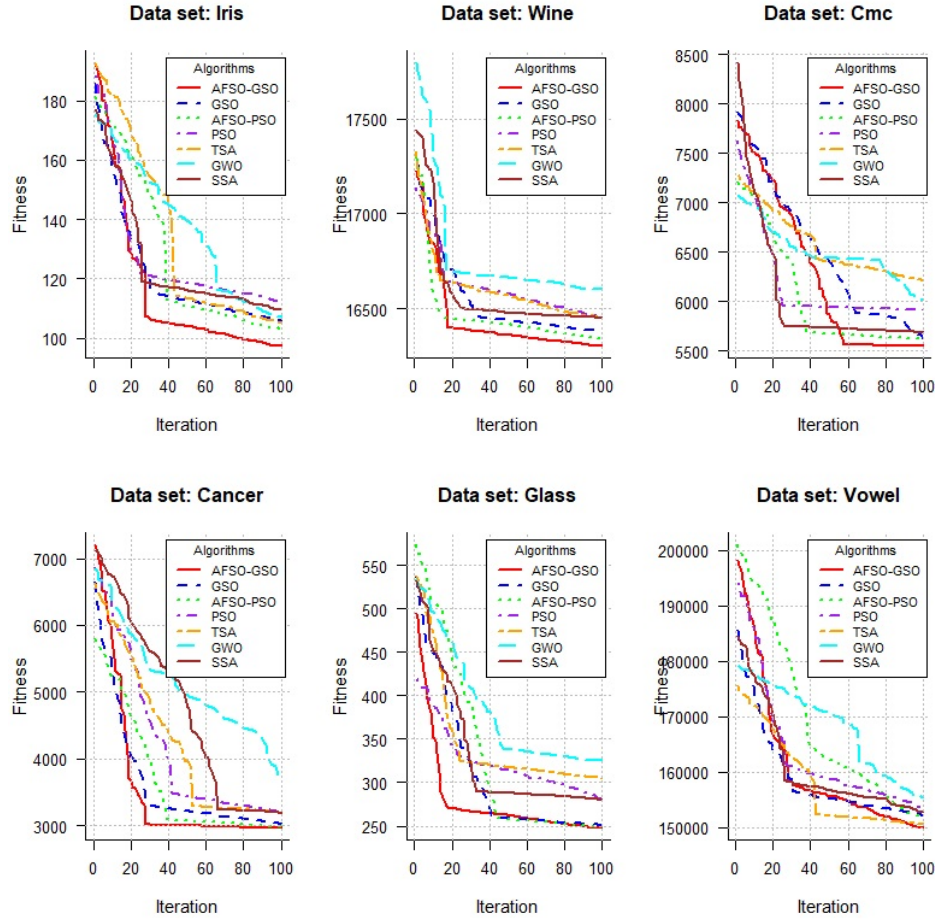 Data set: Iris
Fitness
180
160
140
120
100
0 20 40 60 80 100
Iteration
Algorithms
AFSO-GSO
GSO
AFSO-PSO
PSO
TSA
GWO
SSA
Data set: Wine
Fitness
17500
17000
16500
0 20 40 60 80 100
Iteration
Algorithms
AFSO-GSO
GSO
AFSO-PSO
PSO
TSA
GWO
SSA
Data set: Cmc
Fitness
8500
8000
7500
7000
6500
6000
5500
0 20 40 60 80 100
Iteration
Algorithms
AFSO-GSO
GSO
AFSO-PSO
PSO
TSA
GWO
SSA
Data set: Cancer
Fitness
7000
6000
5000
4000
3000
0 20 40 60 80 100
Iteration
Algorithms
AFSO-GSO
GSO
AFSO-PSO
PSO
TSA
GWO
SSA
Data set: Glass
Fitness
550
500
450
400
350
300
250
0 20 40 60 80 100
Iteration
Algorithms
AFSO-GSO
GSO
AFSO-PSO
PSO
TSA
GWO
SSA
Data set: Vowel
Fitness
200000
190000
180000
170000
160000
150000
0 20 40 60 80 100
Iteration
Algorithms
AFSO-GSO
GSO
AFSO-PSO
PSO
TSA
GWO
SSA